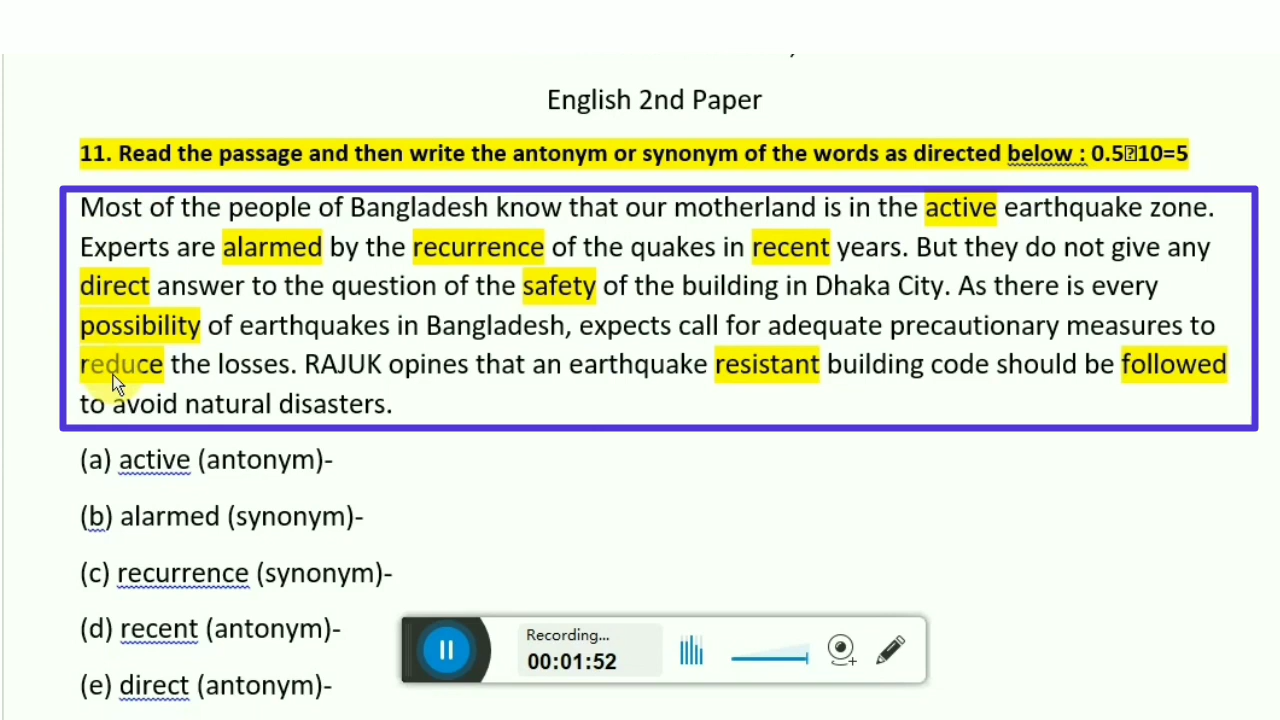 English 2nd Paper
11. Read the passage and then write the antonym or synonym of the words as directed below : 0.5�10=5
Most of the people of Bangladesh know that our motherland is in the active earthquake zone.
Experts are alarmed by the recurrence of the quakes in recent years. But they do not give any
direct answer to the question of the safety of the building in Dhaka City. As there is every
possibility of earthquakes in Bangladesh, expects call for adequate precautionary measures to
reduce the losses. RAJUK opines that an earthquake resistant building code should be followed
to avoid natural disasters.
(a) active (antonym)-
(b) alarmed (synonym)-
(c) recurrence (synonym)-
(d) recent (antonym)-
(e) direct (antonym)-
Recording...
00:01:52